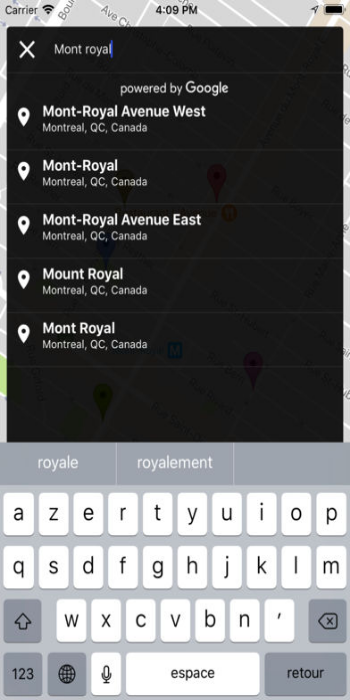 Carrier 4:09 PM
Mont royal
powered by Google
Mont-Royal Avenue West
Montreal, QC, Canada
Mont-Royal
Montreal, QC, Canada
Mont-Royal Avenue East
Montreal, QC, Canada
Mount Royal
Montreal, QC, Canada
Mont Royal
Montreal, QC, Canada
royale royalement
a z e r t y u i o p
q s d f g h j k l m
w x c v b n ’
123 espace retour